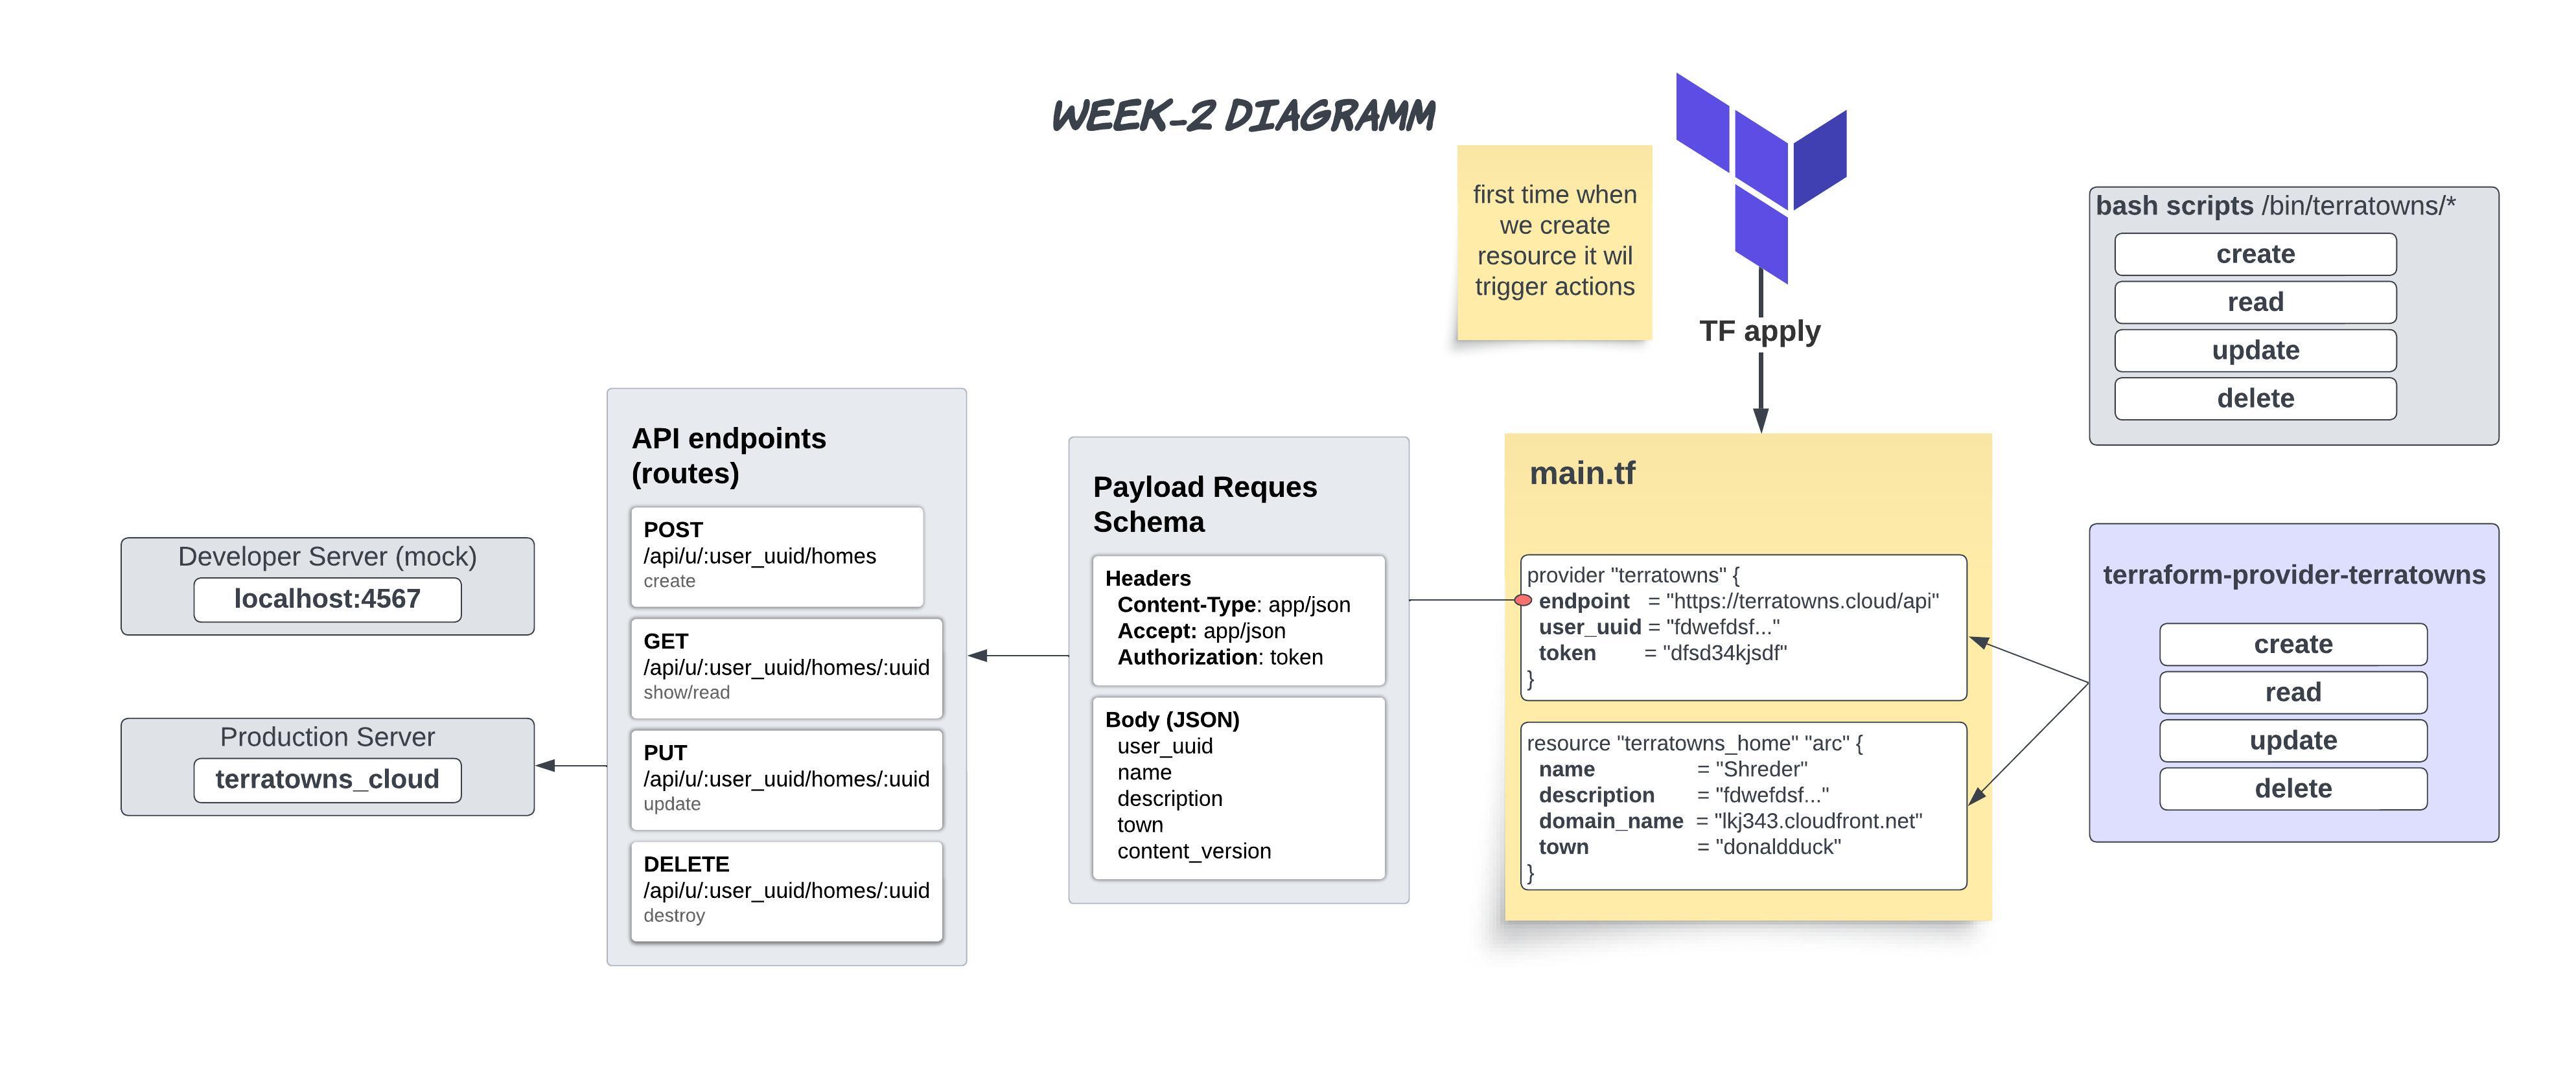 WEEK-2 DIAGRAMM
first time when
we create
resource it wil
trigger actions
TF apply
bash scripts /bin/terratowns/*
create
read
update
delete
API endpoints
(routes)
POST
/api/u/:user_uuid/homes
create
GET
/api/u/:user_uuid/homes/:uuid
show/read
PUT
/api/u/:user_uuid/homes/:uuid
update
DELETE
/api/u/:user_uuid/homes/:uuid
destroy
Payload Reques
Schema
Headers
Content-Type: app/json
Accept: app/json
Authorization: token
Body (JSON)
user_uuid
name
description
town
content_version
main.tf
provider "terratowns" {
endpoint = "https://terratowns.cloud/api"
user_uuid = "fdwefdsf..."
token = "dfsd34kjsdf"
}
resource "terratowns_home" "arc" {
name = "Shreder"
description = "fdwefdsf..."
domain_name = "lkj343.cloudfront.net"
town = "donaldduck"
}
terraform-provider-terratowns
create
read
update
delete
Developer Server (mock)
localhost:4567
Production Server
terratowns_cloud